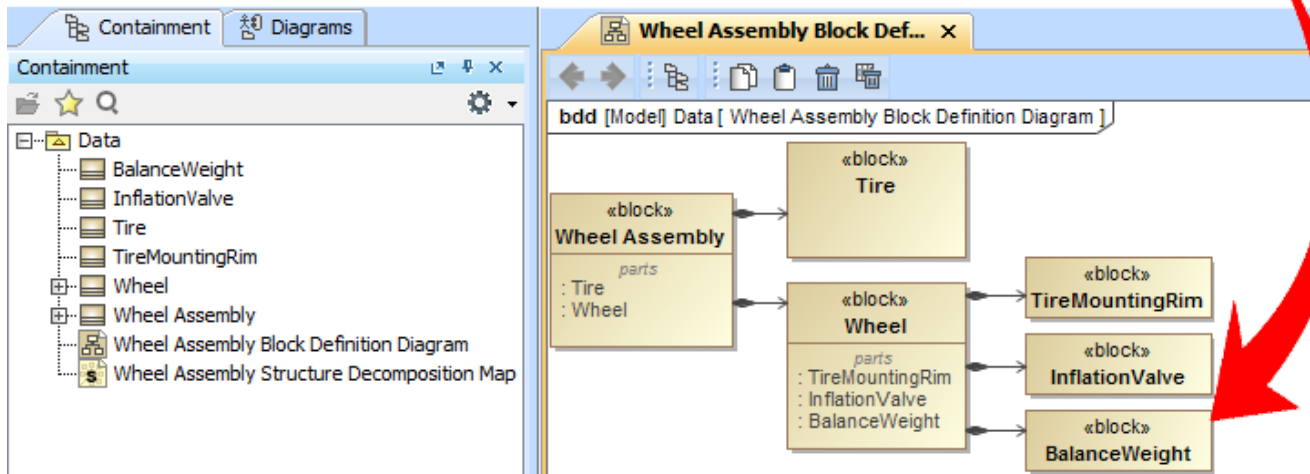 Containment
Diagrams
Containment
Data
BalanceWeight
InflationValve
Tire
TireMountingRim
Wheel
Wheel Assembly
Wheel Assembly Block Definition Diagram
Wheel Assembly Structure Decomposition Map
Wheel Assembly Block Def...
bdd [Model] Data [ Wheel Assembly Block Definition Diagram ]
«block»
Wheel Assembly
parts
: Tire
: Wheel
«block»
Tire
«block»
Wheel
parts
: TireMountingRim
: InflationValve
: BalanceWeight
«block»
TireMountingRim
«block»
InflationValve
«block»
BalanceWeight